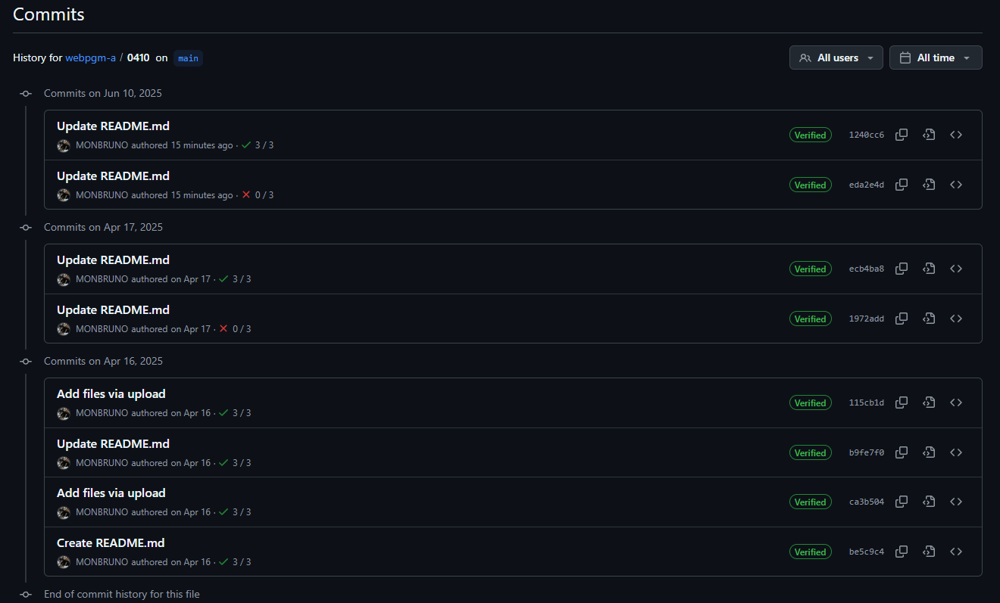 Commits
History for webpgm-a / 0410 on main
All users
All time
Commits on Jun 10, 2025
Update README.md
MONBRUNO authored 15 minutes ago · 3 / 3
Verified
1240cc6
Update README.md
MONBRUNO authored 15 minutes ago · 0 / 3
Verified
eda2e4d
Commits on Apr 17, 2025
Update README.md
MONBRUNO authored on Apr 17 · 3 / 3
Verified
ecb4ba8
Update README.md
MONBRUNO authored on Apr 17 · 0 / 3
Verified
1972add
Commits on Apr 16, 2025
Add files via upload
MONBRUNO authored on Apr 16 · 3 / 3
Verified
115cb1d
Update README.md
MONBRUNO authored on Apr 16 · 3 / 3
Verified
b9fe7f0
Add files via upload
MONBRUNO authored on Apr 16 · 3 / 3
Verified
ca3b504
Create README.md
MONBRUNO authored on Apr 16 · 3 / 3
Verified
be5c9c4
End of commit history for this file